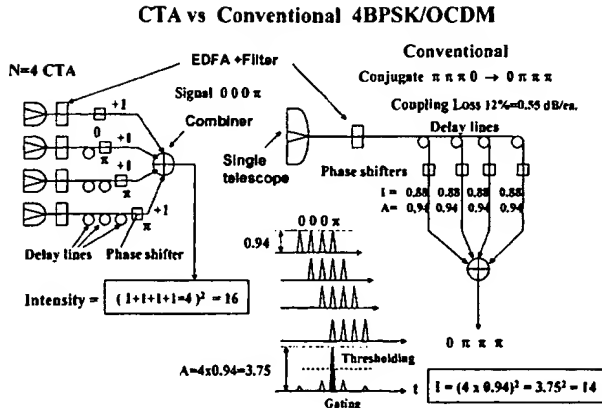 CTA vs Conventional 4BPSK/OCDM
N=4 CTA
EDFA +Filter
Signal 0 0 0 π
Combiner
+1
0
π
+1
+1
π
+1
π
Delay lines
Phase shifter
Intensity = ( 1+1+1+1=4 )² = 16
Conventional
Conjugate π π π 0 → 0 π π π
Coupling Loss 12%=0.55 dB/ea.
Delay lines
Single
telescope
Phase shifters
I = 0.88 0.88 0.88 0.88
A= 0.94 0.94 0.94 0.94
0 0 0 π
0.94
0 π π π
Thresholding
A=4x0.94=3.75
t
Gating
I = (4 x 0.94)² = 3.75² = 14